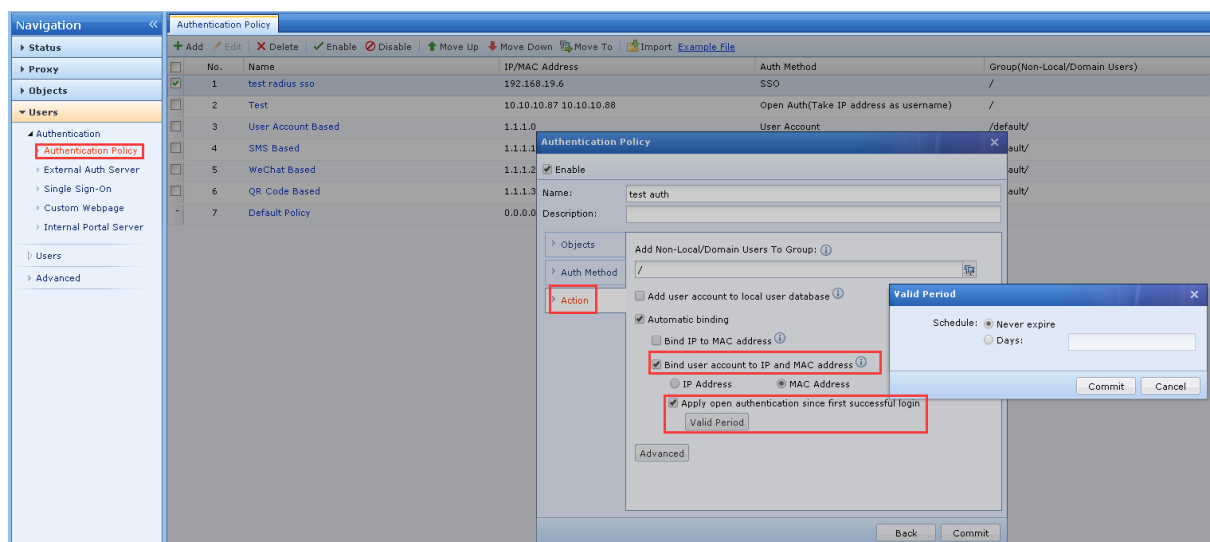 Navigation «
Status
Proxy
Objects
Users
Authentication
Authentication Policy
External Auth Server
Single Sign-On
Custom Webpage
Internal Portal Server
Users
Advanced
Authentication Policy
Add Edit Delete Enable Disable Move Up Move Down Move To Import Example File
No. Name IP/MAC Address Auth Method Group(Non-Local/Domain Users)
1 test radius sso 192.168.19.6 SSO /
2 Test 10.10.10.87 10.10.10.88 Open Auth(Take IP address as username) /
3 User Account Based 1.1.1.0 User Account /default/
4 SMS Based 1.1.1.1 ault/
5 WeChat Based 1.1.1.2 ault/
6 QR Code Based 1.1.1.3 ault/
- 7 Default Policy 0.0.0.0
Authentication Policy
Enable
Name: test auth
Description:
Objects
Auth Method
Action
Add Non-Local/Domain Users To Group:
/
Add user account to local user database
Automatic binding
Bind IP to MAC address
Bind user account to IP and MAC address
IP Address MAC Address
Apply open authentication since first successful login
Valid Period
Advanced
Back Commit
Valid Period
Schedule: Never expire
Days:
Commit Cancel